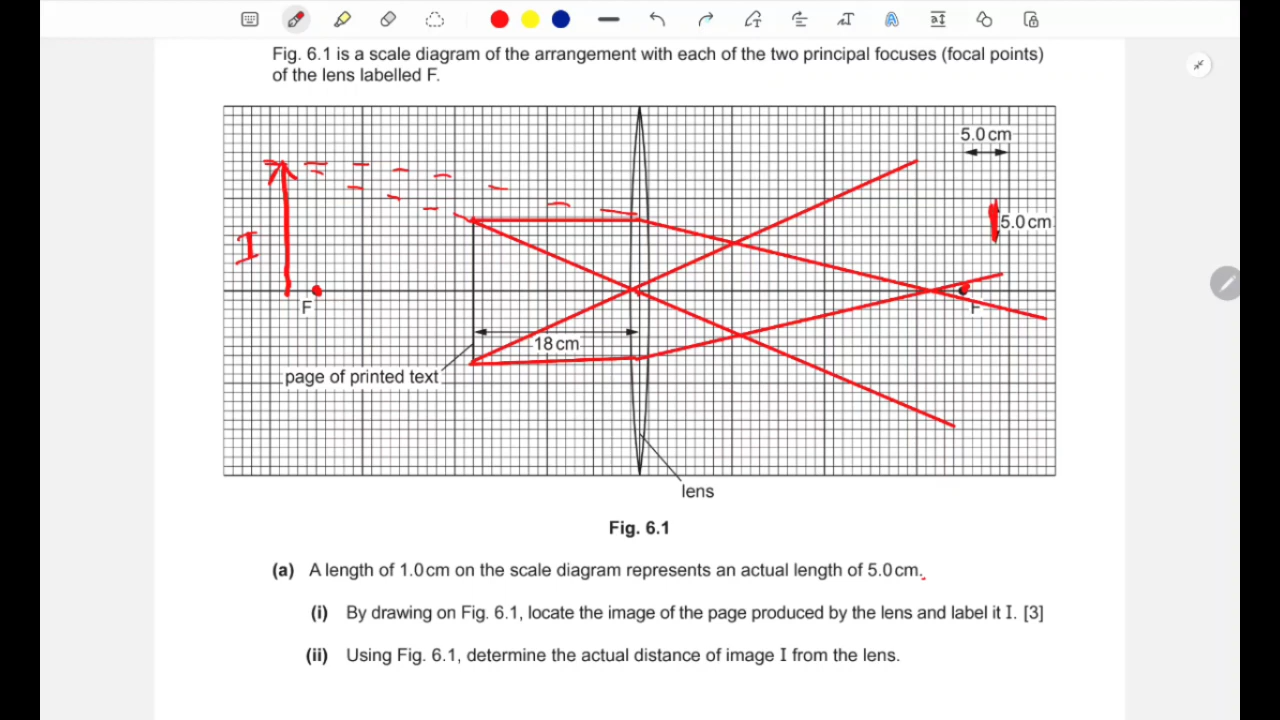 Fig. 6.1 is a scale diagram of the arrangement with each of the two principal focuses (focal points)
of the lens labelled F.
5.0 cm
5.0 cm
I
F
F
18 cm
page of printed text
lens
Fig. 6.1
(a) A length of 1.0 cm on the scale diagram represents an actual length of 5.0 cm.
(i) By drawing on Fig. 6.1, locate the image of the page produced by the lens and label it I. [3]
(ii) Using Fig. 6.1, determine the actual distance of image I from the lens.